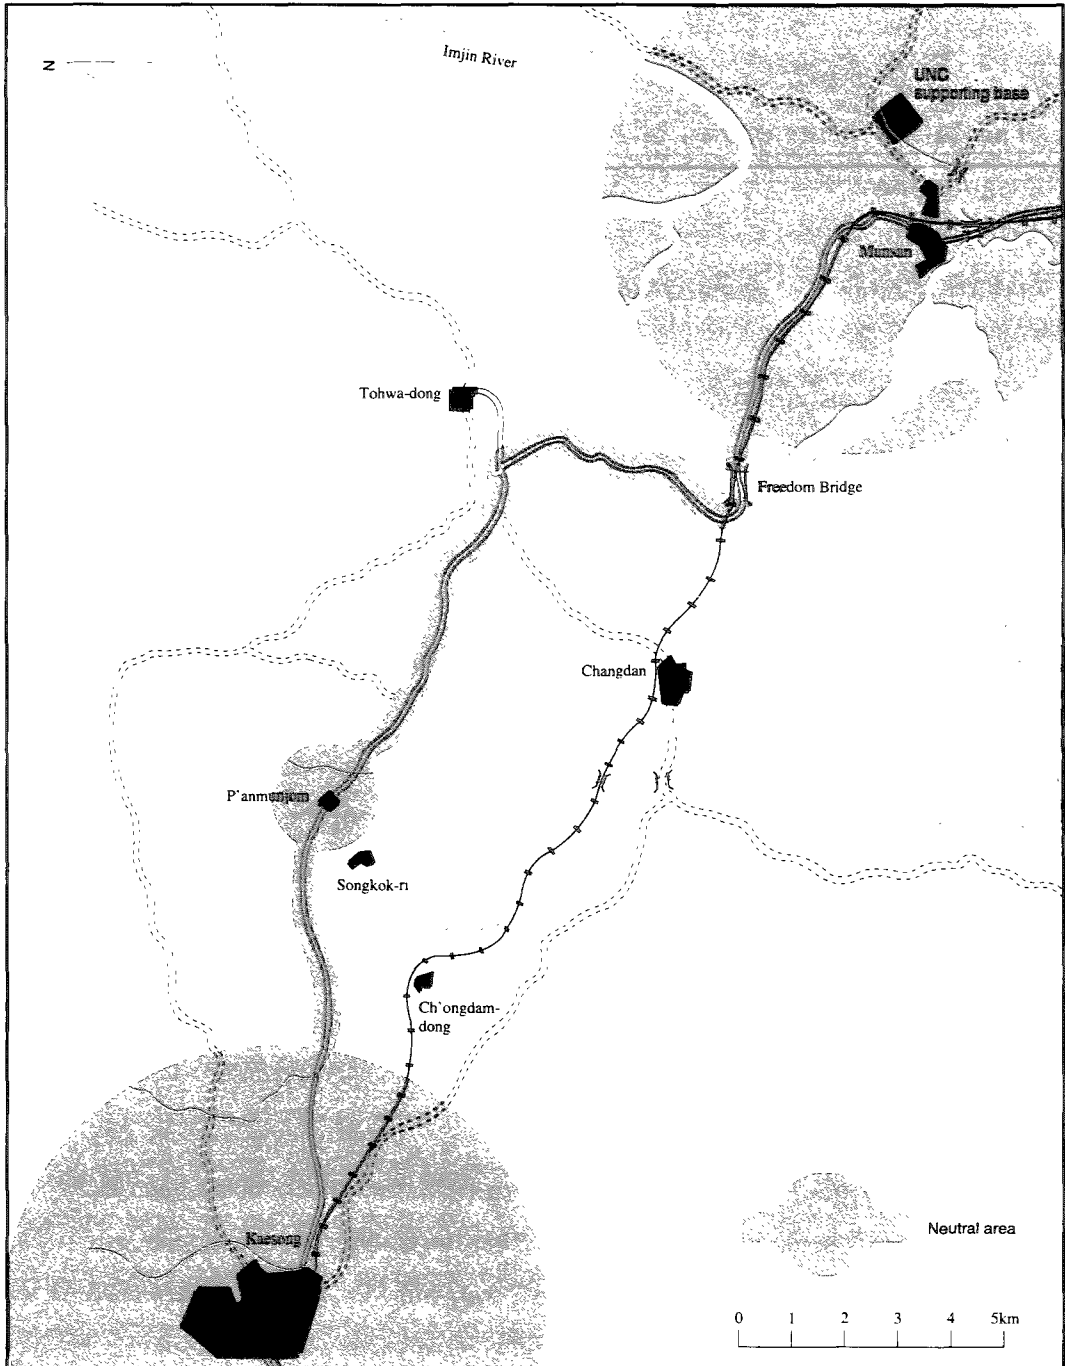 Imjin River
N
UNC
supporting base
Munsan
Tohwa-dong
Freedom Bridge
Changdan
P'anmunjom
Songkok-ri
Ch'ongdam-
dong
Kaesong
Neutral area
0 1 2 3 4 5km